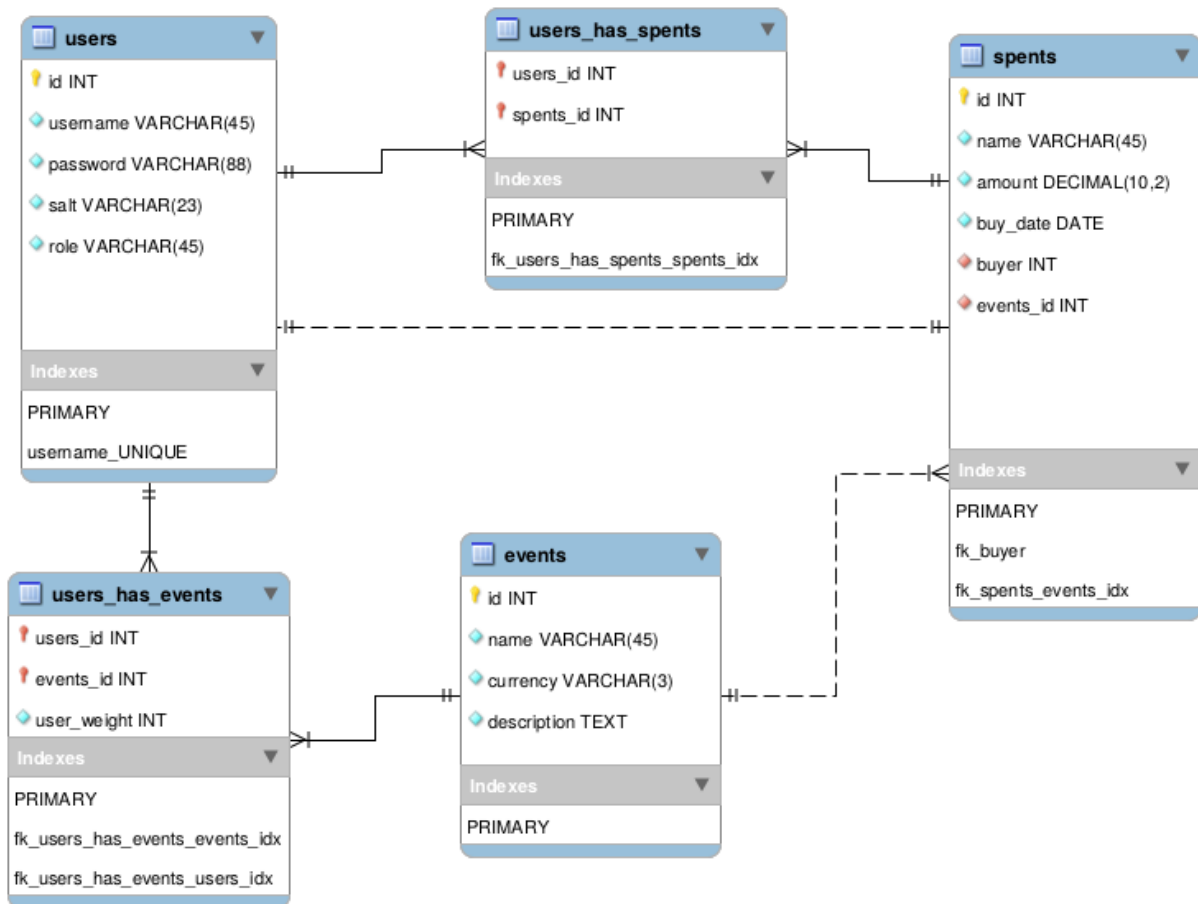 users
id INT
username VARCHAR(45)
password VARCHAR(88)
salt VARCHAR(23)
role VARCHAR(45)
Indexes
PRIMARY
username_UNIQUE
users_has_spents
users_id INT
spents_id INT
Indexes
PRIMARY
fk_users_has_spents_spents_idx
spents
id INT
name VARCHAR(45)
amount DECIMAL(10,2)
buy_date DATE
buyer INT
events_id INT
Indexes
PRIMARY
fk_buyer
fk_spents_events_idx
users_has_events
users_id INT
events_id INT
user_weight INT
Indexes
PRIMARY
fk_users_has_events_events_idx
fk_users_has_events_users_idx
events
id INT
name VARCHAR(45)
currency VARCHAR(3)
description TEXT
Indexes
PRIMARY